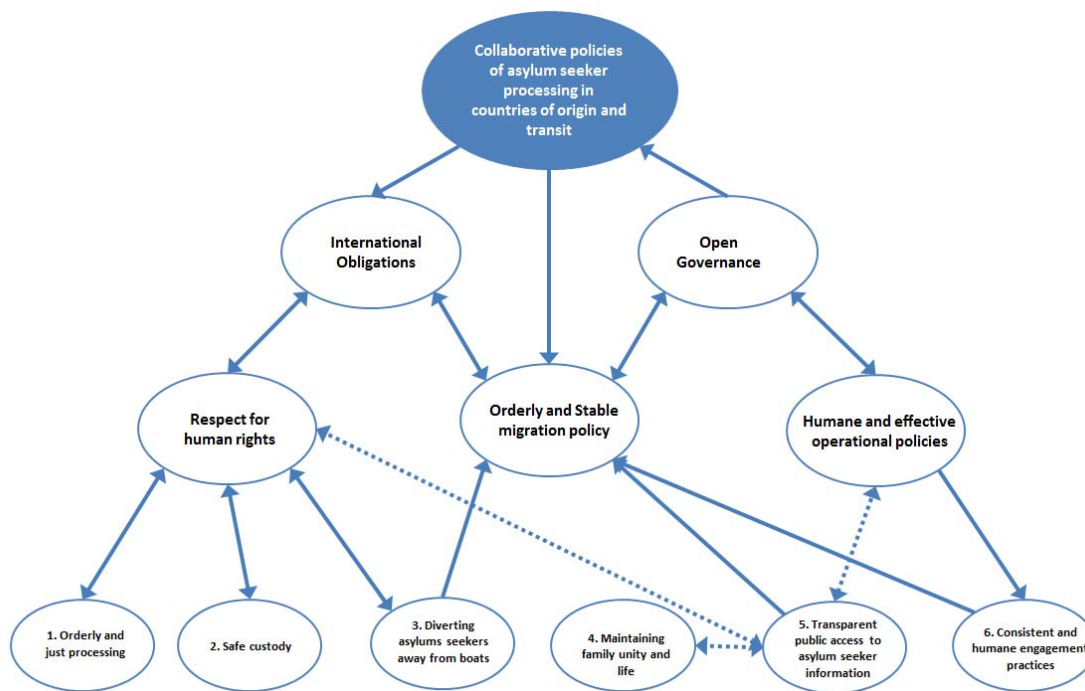 Collaborative policies
of asylum seeker
processing in
countries of origin and
transit
International
Obligations
Open
Governance
Respect for
human rights
Orderly and Stable
migration policy
Humane and effective
operational policies
1. Orderly and
just processing
2. Safe custody
3. Diverting
asylums seekers
away from boats
4. Maintaining
family unity and
life
5. Transparent
public access to
asylum seeker
information
6. Consistent and
humane engagement
practices